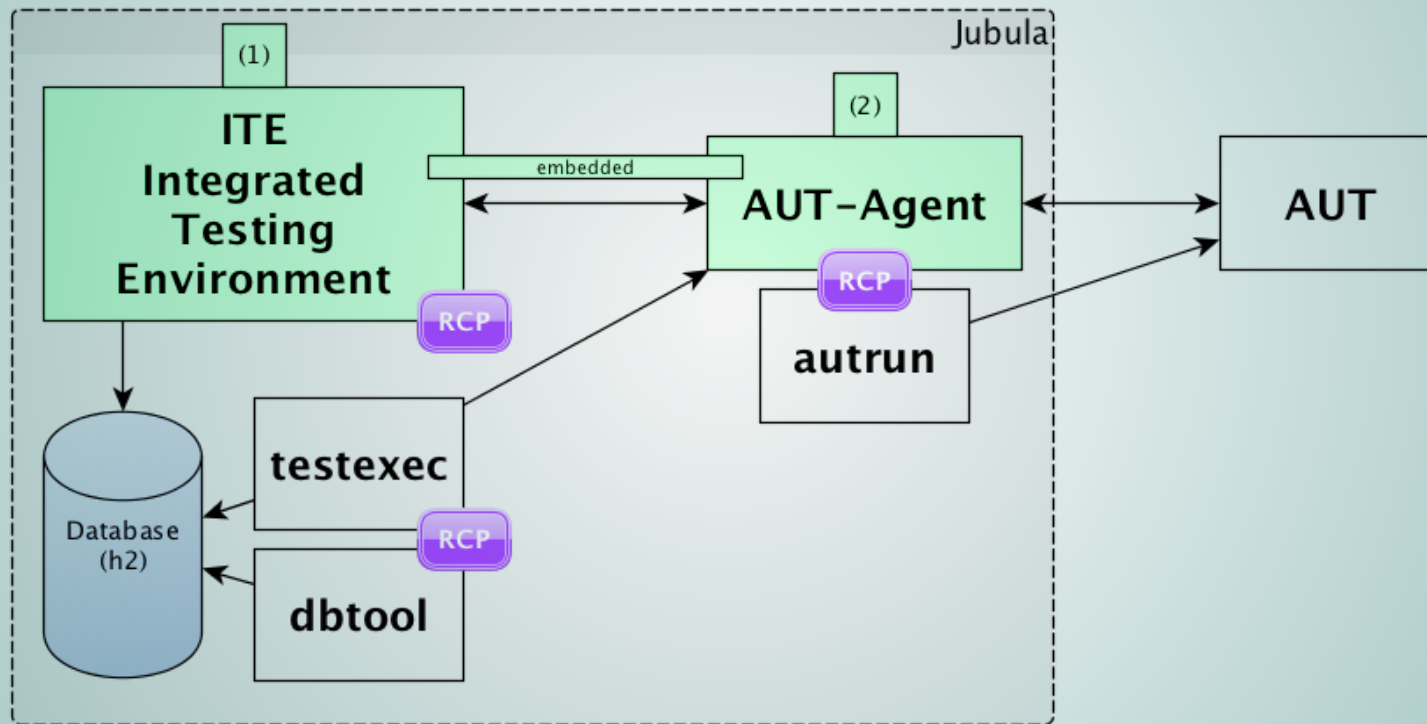 Jubula
(1)
ITE
Integrated
Testing
Environment
RCP
embedded
(2)
AUT-Agent
RCP
AUT
autrun
testexec
RCP
Database
(h2)
dbtool